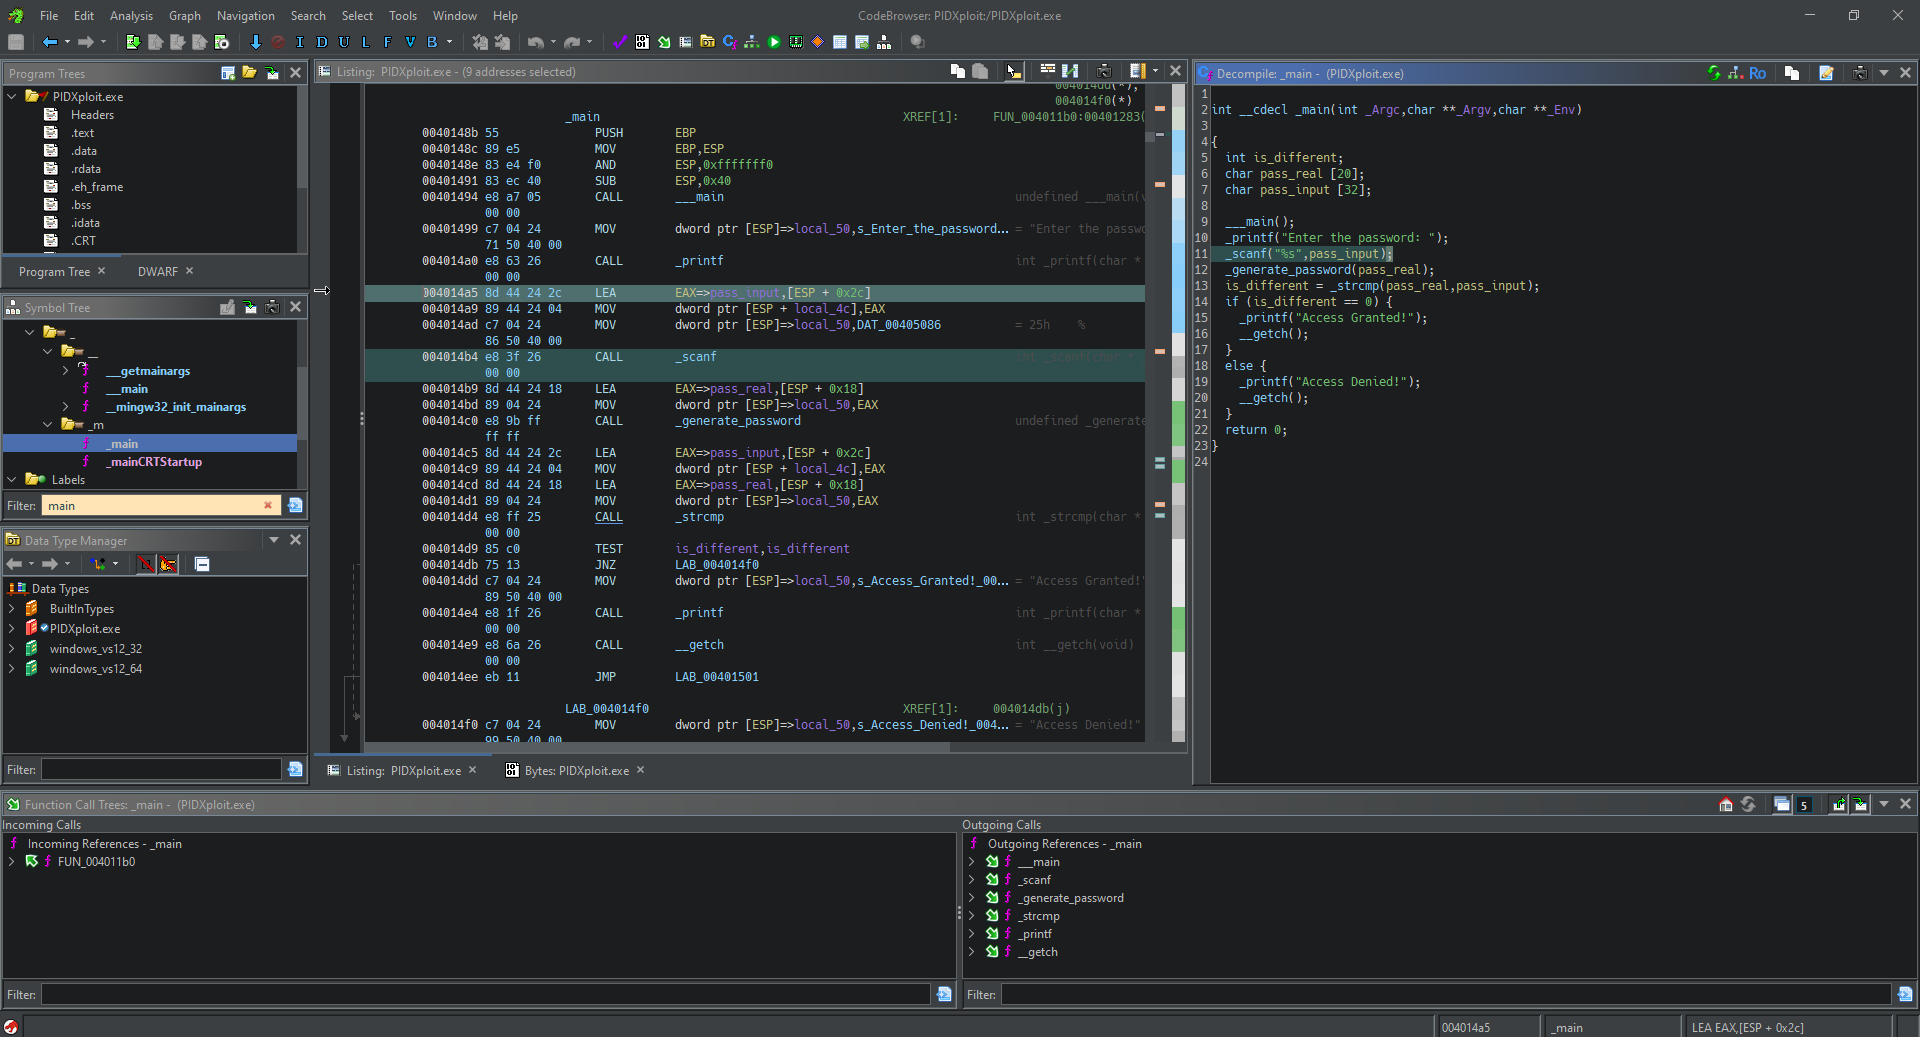 File Edit Analysis Graph Navigation Search Select Tools Window Help
CodeBrowser: PIDXploit:/PIDXploit.exe
I D U L F V B
Program Trees
PIDXploit.exe
Headers
.text
.data
.rdata
.eh_frame
.bss
.idata
.CRT
Program Tree
DWARF
Symbol Tree
_
__
__getmainargs
__main
__mingw32_init_mainargs
_m
_main
_mainCRTStartup
Labels
Filter: main
Data Type Manager
Data Types
BuiltInTypes
PIDXploit.exe
windows_vs12_32
windows_vs12_64
Filter:
Listing: PIDXploit.exe - (9 addresses selected)
004014dd(*),
004014f0(*)
_main XREF[1]: FUN_004011b0:00401283(
0040148b 55 PUSH EBP
0040148c 89 e5 MOV EBP,ESP
0040148e 83 e4 f0 AND ESP,0xfffffff0
00401491 83 ec 40 SUB ESP,0x40
00401494 e8 a7 05 CALL ___main undefined ___main(v
00 00
00401499 c7 04 24 MOV dword ptr [ESP]=>local_50,s_Enter_the_password... = "Enter the passwo
71 50 40 00
004014a0 e8 63 26 CALL _printf int _printf(char *
00 00
004014a5 8d 44 24 2c LEA EAX=>pass_input,[ESP + 0x2c]
004014a9 89 44 24 04 MOV dword ptr [ESP + local_4c],EAX
004014ad c7 04 24 MOV dword ptr [ESP]=>local_50,DAT_00405086 = 25h %
86 50 40 00
004014b4 e8 3f 26 CALL _scanf int _scanf(char *
00 00
004014b9 8d 44 24 18 LEA EAX=>pass_real,[ESP + 0x18]
004014bd 89 04 24 MOV dword ptr [ESP]=>local_50,EAX
004014c0 e8 9b ff CALL _generate_password undefined _generate
ff ff
004014c5 8d 44 24 2c LEA EAX=>pass_input,[ESP + 0x2c]
004014c9 89 44 24 04 MOV dword ptr [ESP + local_4c],EAX
004014cd 8d 44 24 18 LEA EAX=>pass_real,[ESP + 0x18]
004014d1 89 04 24 MOV dword ptr [ESP]=>local_50,EAX
004014d4 e8 ff 25 CALL _strcmp int _strcmp(char *
00 00
004014d9 85 c0 TEST is_different,is_different
004014db 75 13 JNZ LAB_004014f0
004014dd c7 04 24 MOV dword ptr [ESP]=>local_50,s_Access_Granted!_00... = "Access Granted!"
89 50 40 00
004014e4 e8 1f 26 CALL _printf int _printf(char *
00 00
004014e9 e8 6a 26 CALL __getch int __getch(void)
00 00
004014ee eb 11 JMP LAB_00401501
LAB_004014f0 XREF[1]: 004014db(j)
004014f0 c7 04 24 MOV dword ptr [ESP]=>local_50,s_Access_Denied!_004... = "Access Denied!"
99 50 40 00
Listing: PIDXploit.exe
Bytes: PIDXploit.exe
Decompile: _main - (PIDXploit.exe)
Ro
1
2 int __cdecl _main(int _Argc,char **_Argv,char **_Env)
3
4 {
5 int is_different;
6 char pass_real [20];
7 char pass_input [32];
8
9 ___main();
10 _printf("Enter the password: ");
11 _scanf("%s",pass_input);
12 _generate_password(pass_real);
13 is_different = _strcmp(pass_real,pass_input);
14 if (is_different == 0) {
15 _printf("Access Granted!");
16 __getch();
17 }
18 else {
19 _printf("Access Denied!");
20 __getch();
21 }
22 return 0;
23 }
24
Function Call Trees: _main - (PIDXploit.exe)
5
Incoming Calls
Incoming References - _main
FUN_004011b0
Filter:
Outgoing Calls
Outgoing References - _main
___main
_scanf
_generate_password
_strcmp
_printf
__getch
Filter:
004014a5
_main
LEA EAX,[ESP + 0x2c]